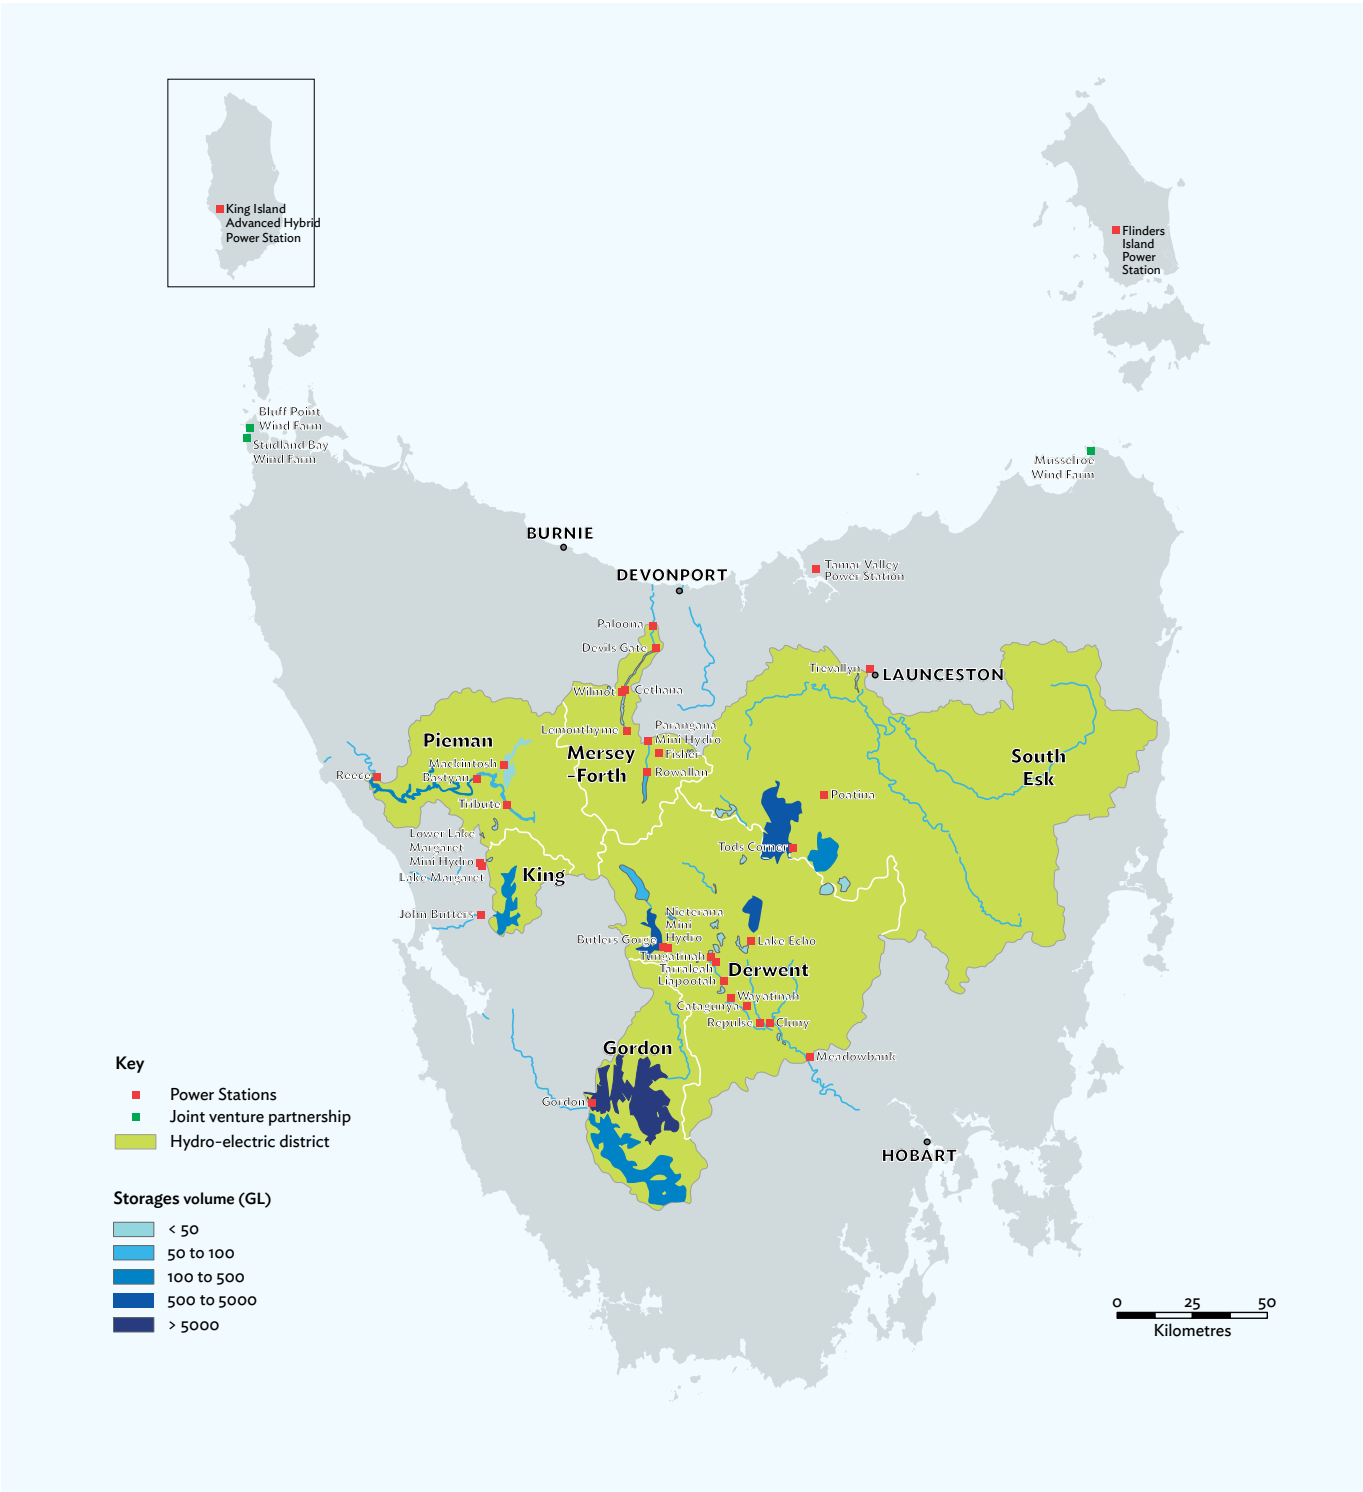 King Island
Advanced Hybrid
Power Station
Flinders
Island
Power
Station
Bluff Point
Wind Farm
Studland Bay
Wind Farm
Musselroe
Wind Farm
BURNIE
DEVONPORT
Tamar Valley
Power Station
Paloona
Devils Gate
Trevallyn
LAUNCESTON
Wilmot
Cethana
Lemonthyme
Parangana
Mini Hydro
Fisher
Rowallan
Mersey
-Forth
Pieman
Mackintosh
Bastyan
Reece
Tribute
South
Esk
Poatina
Tods Corner
Lower Lake
Margaret
Mini Hydro
Lake Margaret
King
John Butters
Nieterana
Mini
Hydro
Butlers Gorge
Lake Echo
Tungatinah
Tarraleah
Derwent
Liapootah
Wayatinah
Catagunya
Repulse
Cluny
Gordon
Meadowbank
Gordon
HOBART
Key
Power Stations
Joint venture partnership
Hydro-electric district
Storages volume (GL)
< 50
50 to 100
100 to 500
500 to 5000
> 5000
0 25 50
Kilometres